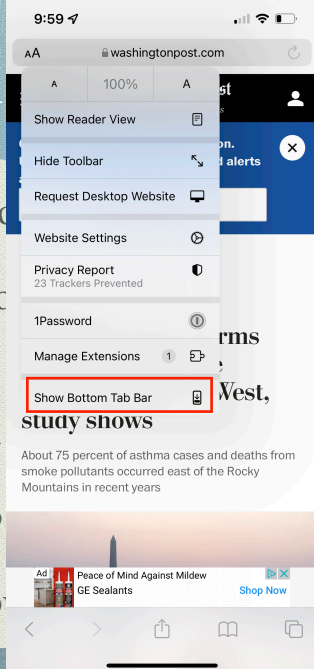 9:59
AA washingtonpost.com
A 100% A
st
Show Reader View
s
on.
Hide Toolbar
d alerts
Request Desktop Website
Website Settings
Privacy Report
23 Trackers Prevented
1Password
rms
Manage Extensions 1
e
West,
Show Bottom Tab Bar
study shows
About 75 percent of asthma cases and deaths from
smoke pollutants occurred east of the Rocky
Mountains in recent years
Ad
Peace of Mind Against Mildew
GE Sealants
Shop Now